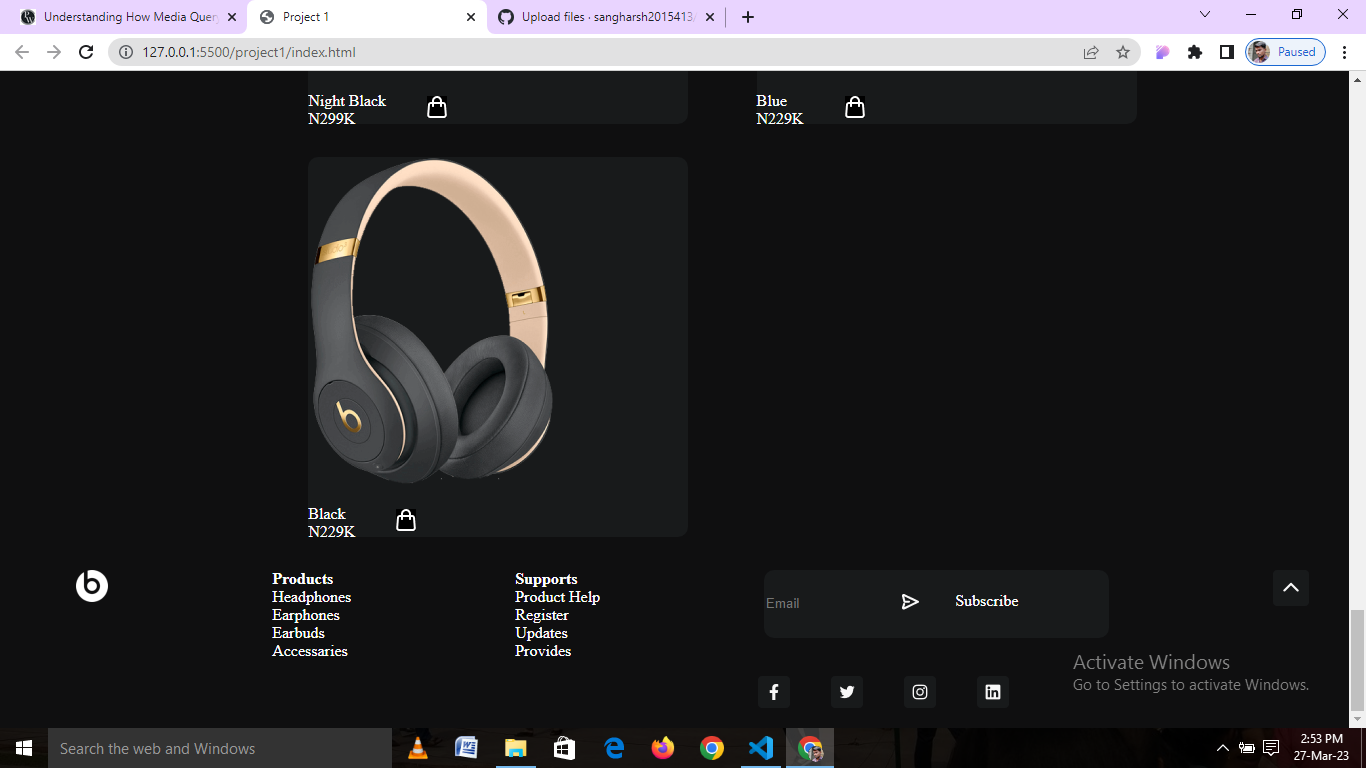 Understanding How Media Quer
Project 1
Upload files · sangharsh2015413/
127.0.0.1:5500/project1/index.html
Paused
Night Black
N299K
Blue
N229K
Black
N229K
Products
Headphones
Earphones
Earbuds
Accessaries
Supports
Product Help
Register
Updates
Provides
Email
Subscribe
Activate Windows
Go to Settings to activate Windows.
Search the web and Windows
2:53 PM
27-Mar-23